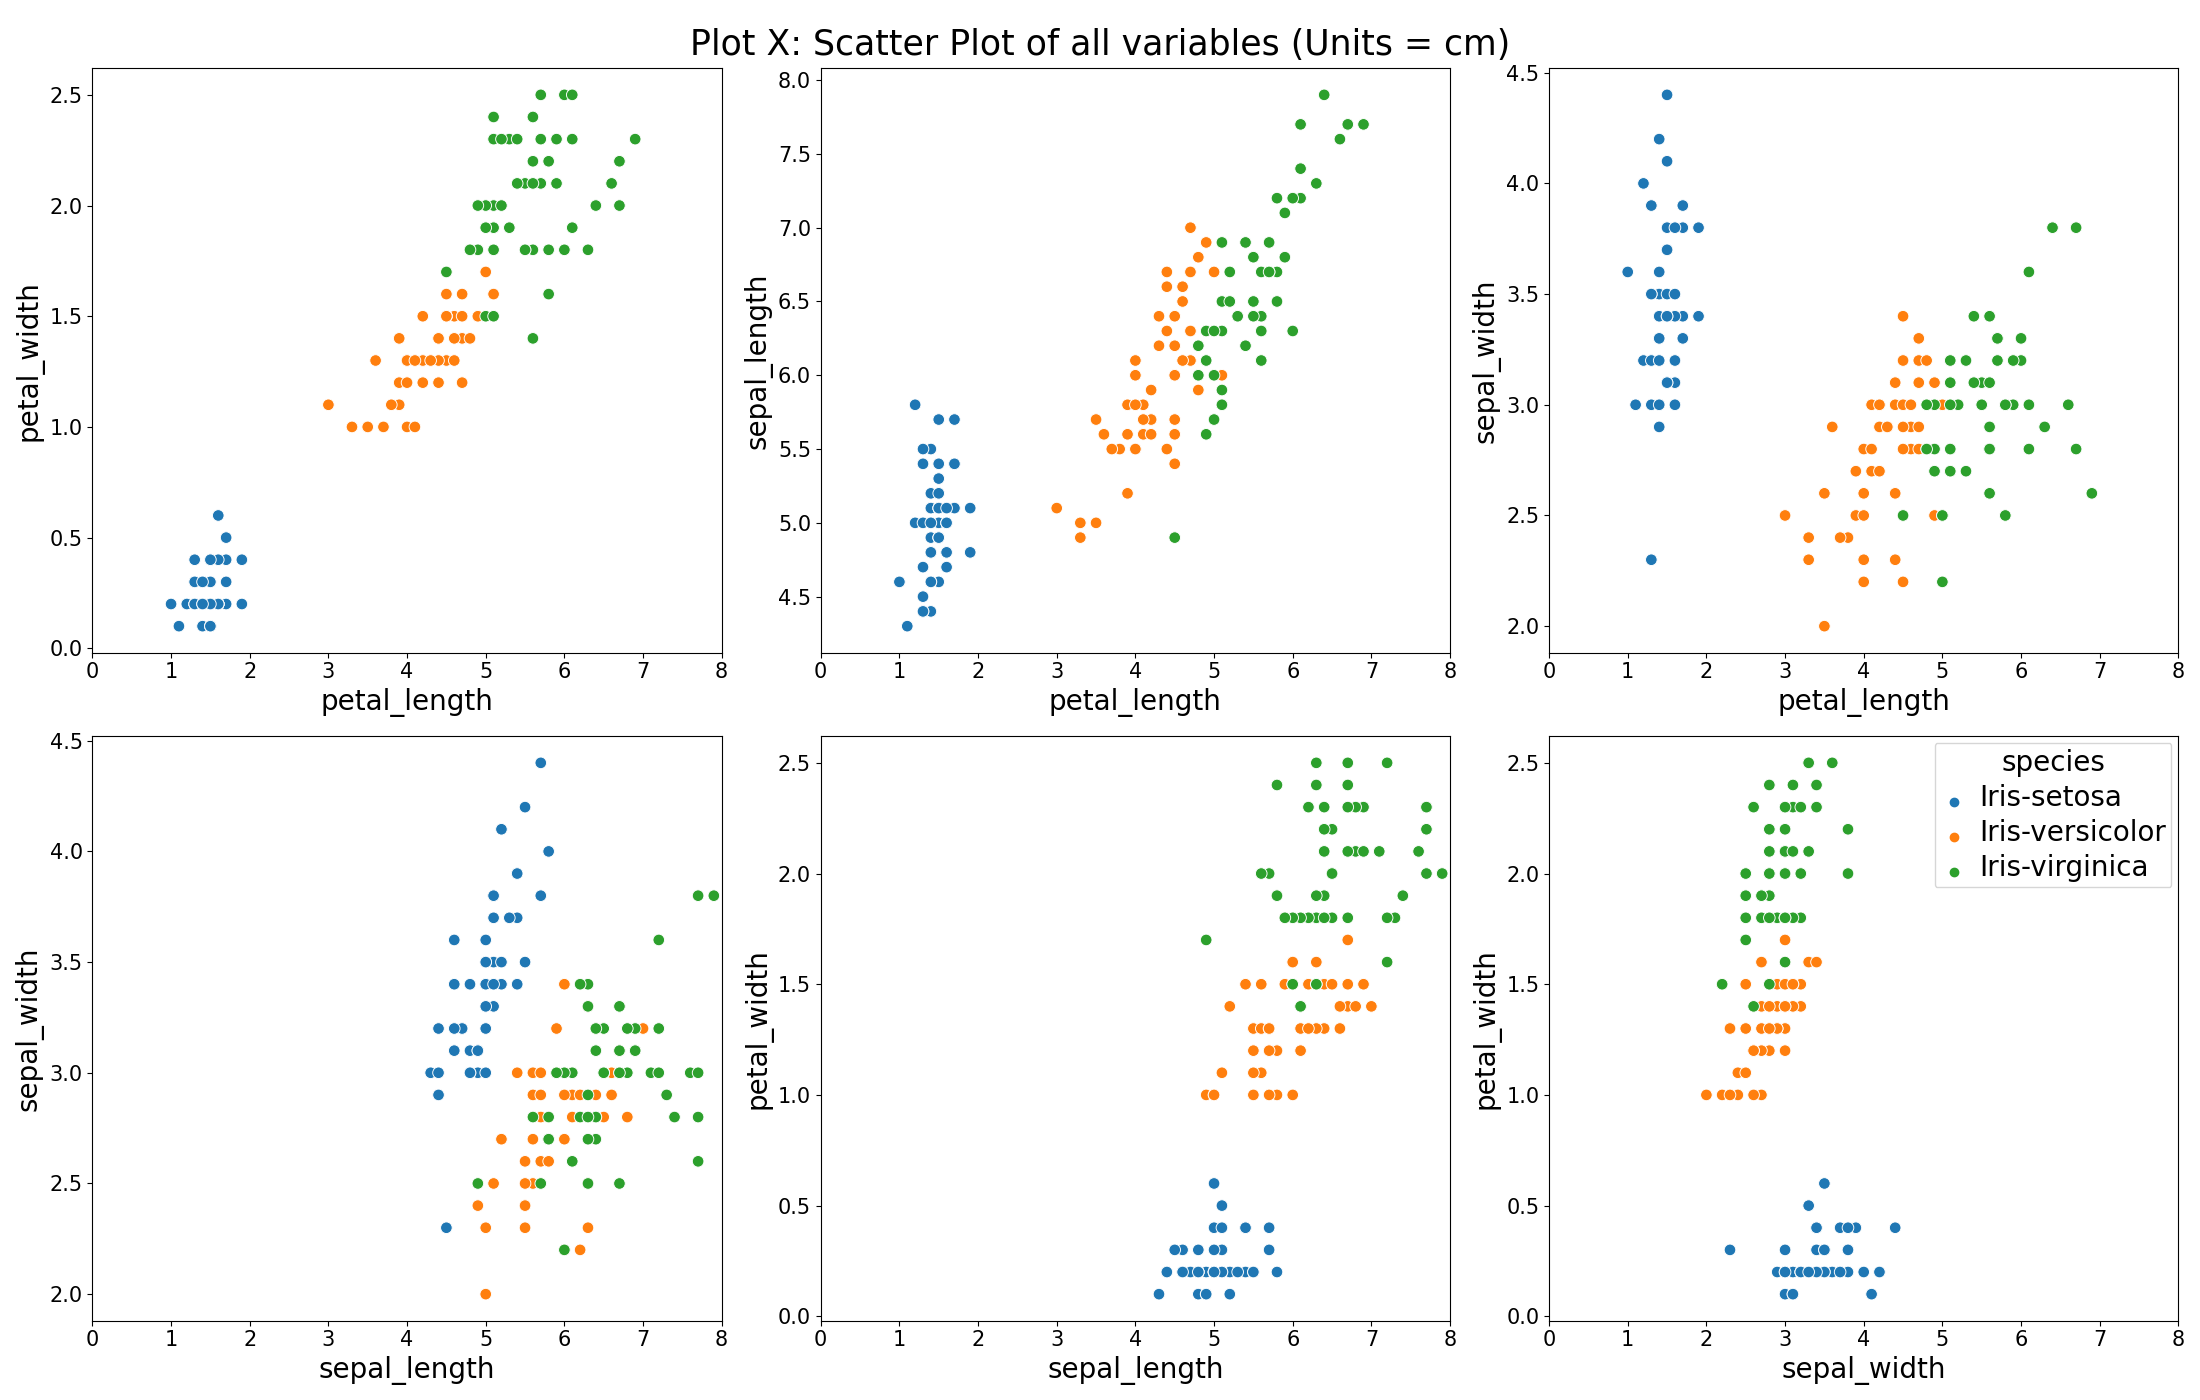 Plot X: Scatter Plot of all variables (Units = cm)
petal_width
2.5
2.0
1.5
1.0
0.5
0.0
0 1 2 3 4 5 6 7 8
petal_length
sepal_length
8.0
7.5
7.0
6.5
6.0
5.5
5.0
4.5
0 1 2 3 4 5 6 7 8
petal_length
sepal_width
4.5
4.0
3.5
3.0
2.5
2.0
0 1 2 3 4 5 6 7 8
petal_length
sepal_width
4.5
4.0
3.5
3.0
2.5
2.0
0 1 2 3 4 5 6 7 8
sepal_length
petal_width
2.5
2.0
1.5
1.0
0.5
0.0
0 1 2 3 4 5 6 7 8
sepal_length
petal_width
2.5
2.0
1.5
1.0
0.5
0.0
0 1 2 3 4 5 6 7 8
sepal_width
species
Iris-setosa
Iris-versicolor
Iris-virginica